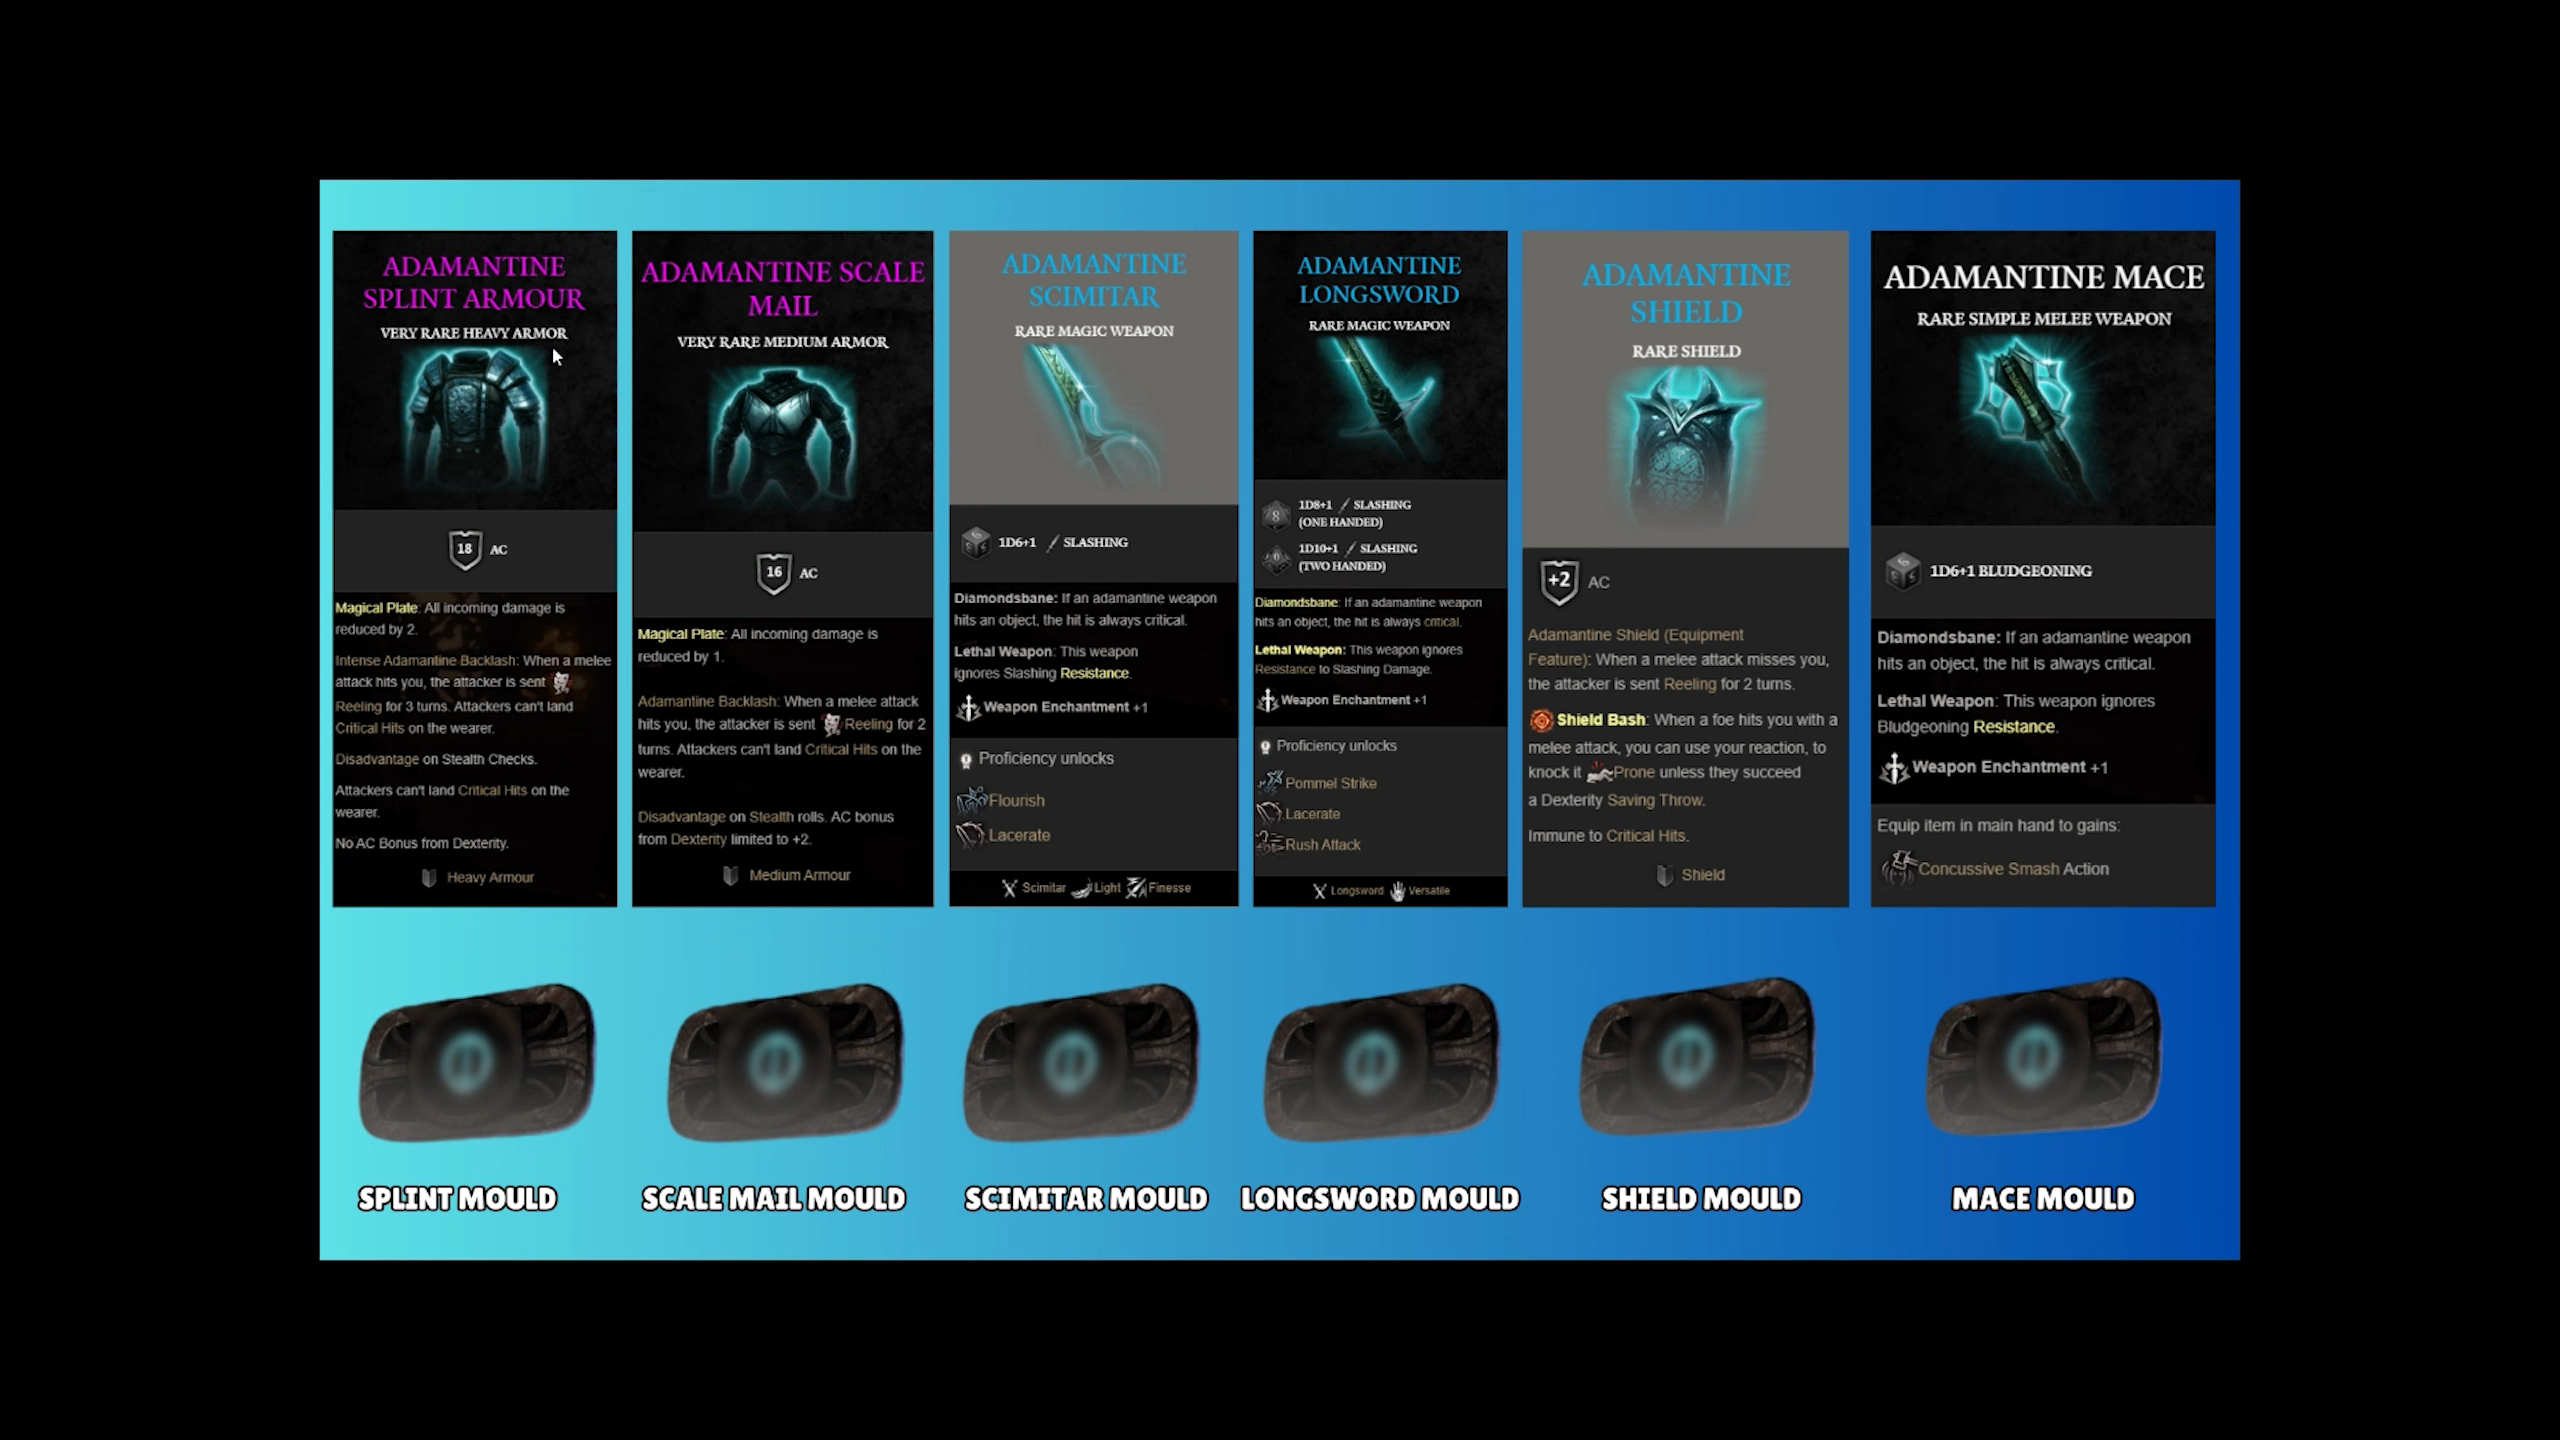 ADAMANTINE
SPLINT ARMOUR
VERY RARE HEAVY ARMOR
18 AC
Magical Plate: All incoming damage is
reduced by 2.
Intense Adamantine Backlash: When a melee
attack hits you, the attacker is sent
Reeling for 3 turns. Attackers can't land
Critical Hits on the wearer.
Disadvantage on Stealth Checks.
Attackers can't land Critical Hits on the
wearer.
No AC Bonus from Dexterity.
Heavy Armour
ADAMANTINE SCALE
MAIL
VERY RARE MEDIUM ARMOR
16 AC
Magical Plate: All incoming damage is
reduced by 1.
Adamantine Backlash: When a melee attack
hits you, the attacker is sent Reeling for 2
turns. Attackers can't land Critical Hits on the
wearer.
Disadvantage on Stealth rolls. AC bonus
from Dexterity limited to +2.
Medium Armour
ADAMANTINE
SCIMITAR
RARE MAGIC WEAPON
1D6+1 SLASHING
Diamondsbane: If an adamantine weapon
hits an object, the hit is always critical.
Lethal Weapon: This weapon
ignores Slashing Resistance.
Weapon Enchantment +1
Proficiency unlocks
Flourish
Lacerate
Scimitar Light Finesse
ADAMANTINE
LONGSWORD
RARE MAGIC WEAPON
8 1D8+1 SLASHING
(ONE HANDED)
1D10+1 SLASHING
(TWO HANDED)
Diamondsbane: If an adamantine weapon
hits an object, the hit is always critical.
Lethal Weapon: This weapon ignores
Resistance to Slashing Damage.
Weapon Enchantment +1
Proficiency unlocks
Pommel Strike
Lacerate
Rush Attack
Longsword Versatile
ADAMANTINE
SHIELD
RARE SHIELD
+2 AC
Adamantine Shield (Equipment
Feature): When a melee attack misses you,
the attacker is sent Reeling for 2 turns.
Shield Bash: When a foe hits you with a
melee attack, you can use your reaction, to
knock it Prone unless they succeed
a Dexterity Saving Throw.
Immune to Critical Hits.
Shield
ADAMANTINE MACE
RARE SIMPLE MELEE WEAPON
1D6+1 BLUDGEONING
Diamondsbane: If an adamantine weapon
hits an object, the hit is always critical.
Lethal Weapon: This weapon ignores
Bludgeoning Resistance.
Weapon Enchantment +1
Equip item in main hand to gains:
Concussive Smash Action
SPLINT MOULD
SCALE MAIL MOULD
SCIMITAR MOULD
LONGSWORD MOULD
SHIELD MOULD
MACE MOULD